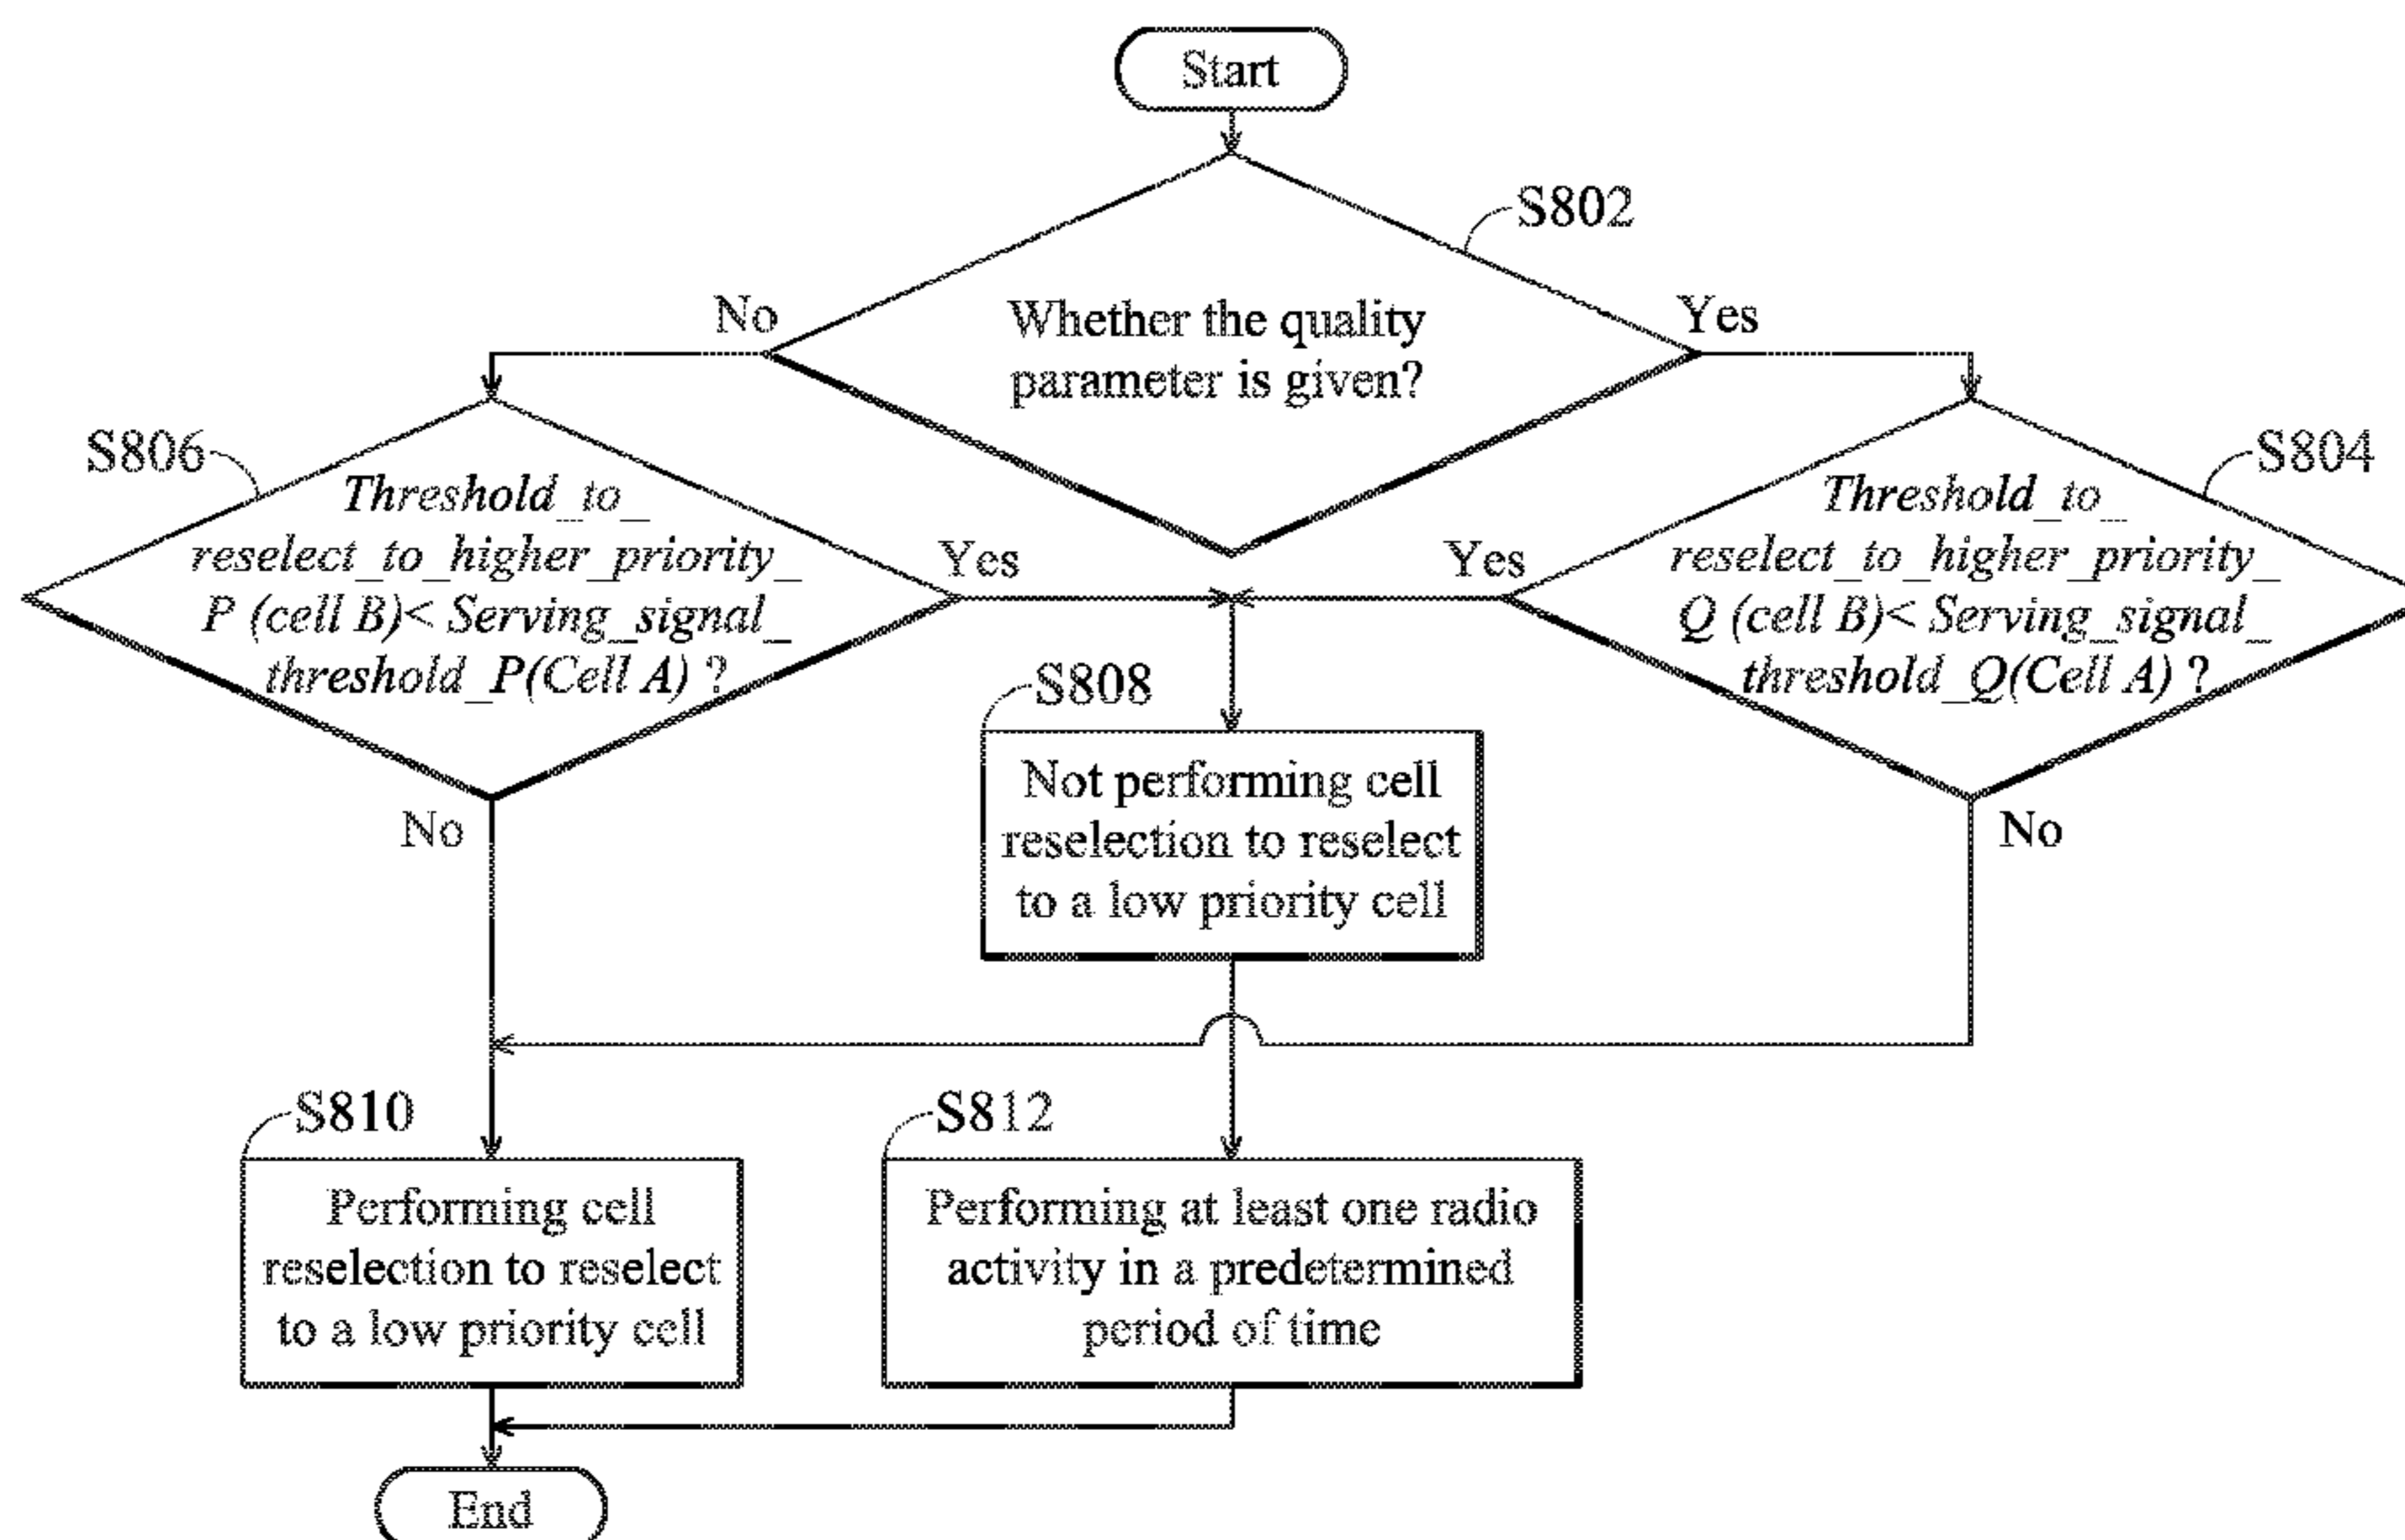 Start
S802
No
Whether the quality
parameter is given?
Yes
S806
Threshold_to_
reselect_to_higher_priority_
P (cell B)< Serving_signal_
threshold_P(Cell A) ?
Yes
No
Yes
S804
Threshold_to_
reselect_to_higher_priority_
Q (cell B)< Serving_signal_
threshold_Q(Cell A) ?
No
S808
Not performing cell
reselection to reselect
to a low priority cell
S810
Performing cell
reselection to reselect
to a low priority cell
S812
Performing at least one radio
activity in a predetermined
period of time
End